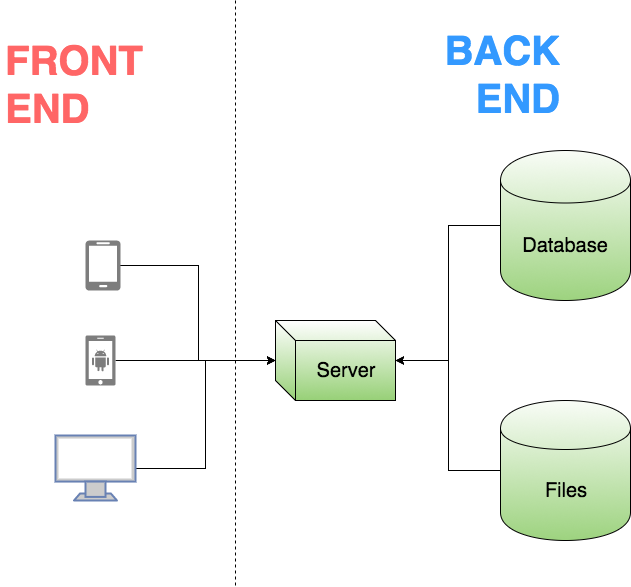 FRONT
END
BACK
END
Database
Server
Files